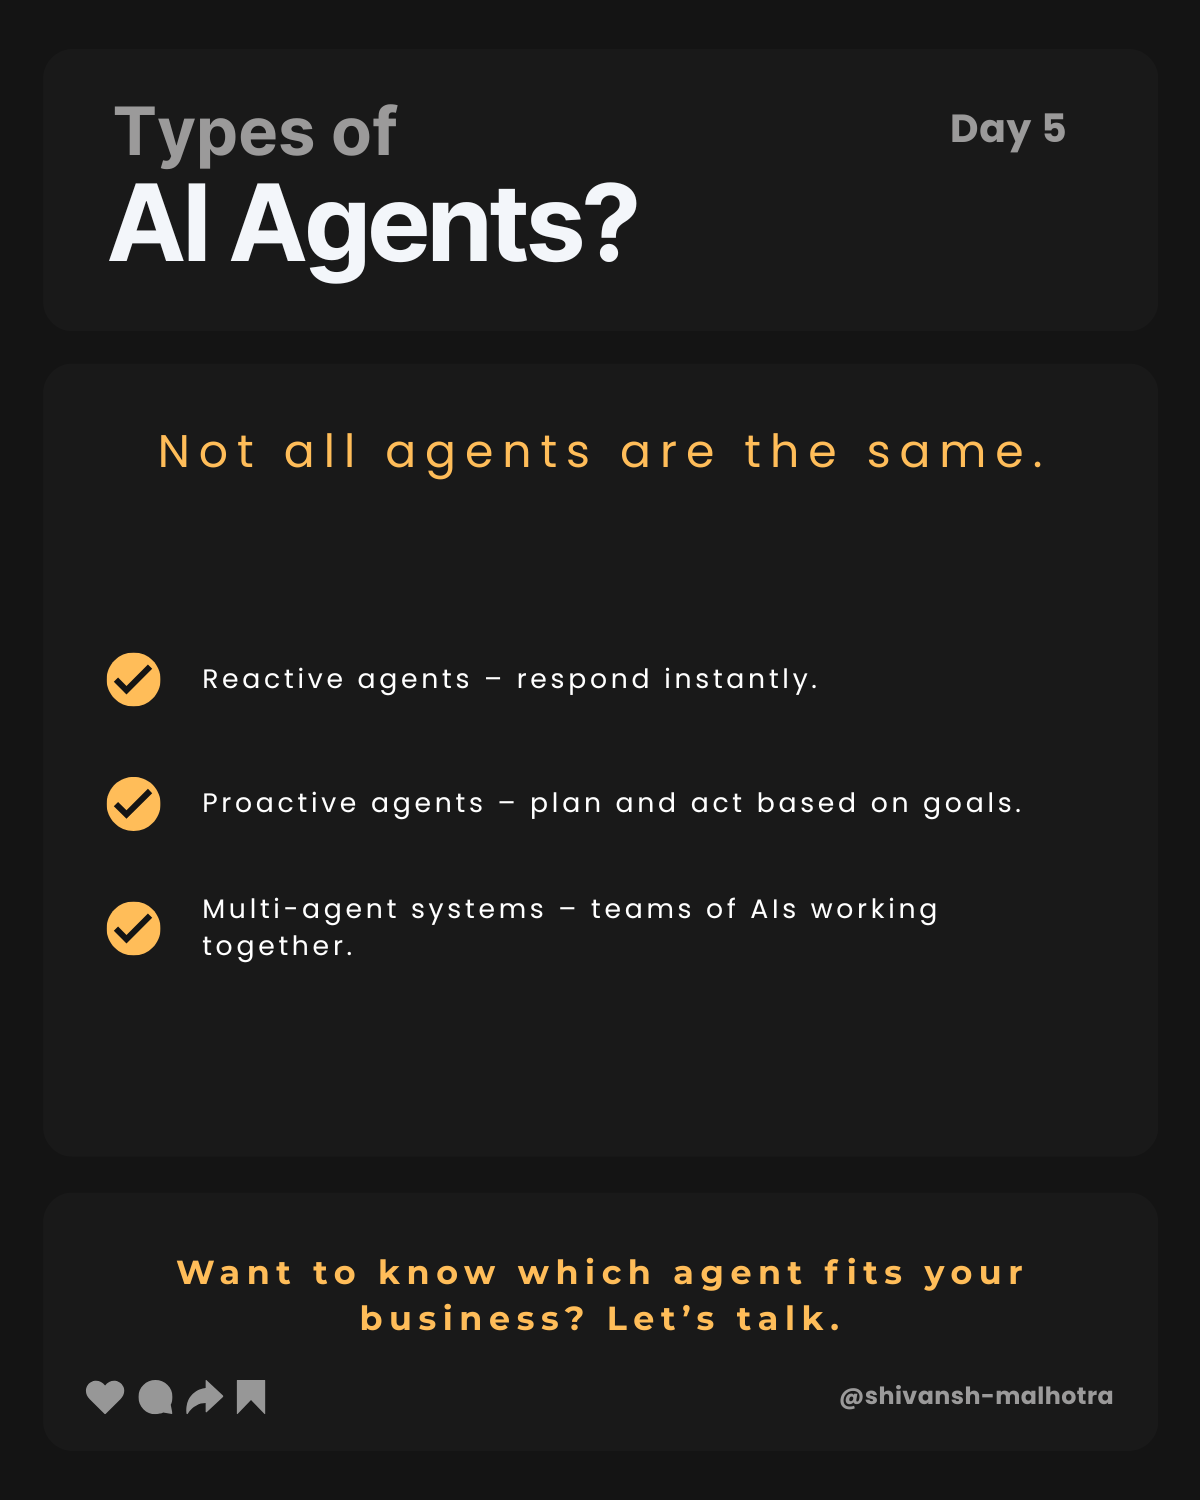 Types of
Day 5
AI Agents?
Not all agents are the same.
Reactive agents – respond instantly.
Proactive agents – plan and act based on goals.
Multi-agent systems – teams of AIs working
together.
Want to know which agent fits your
business? Let’s talk.
@shivansh-malhotra